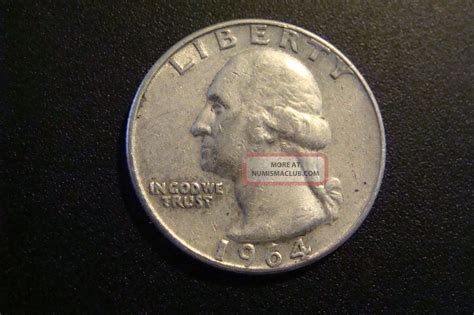 LIBERTY
MORE AT
NUMISMACLUB.COM
IN GOD WE
TRUST
1964